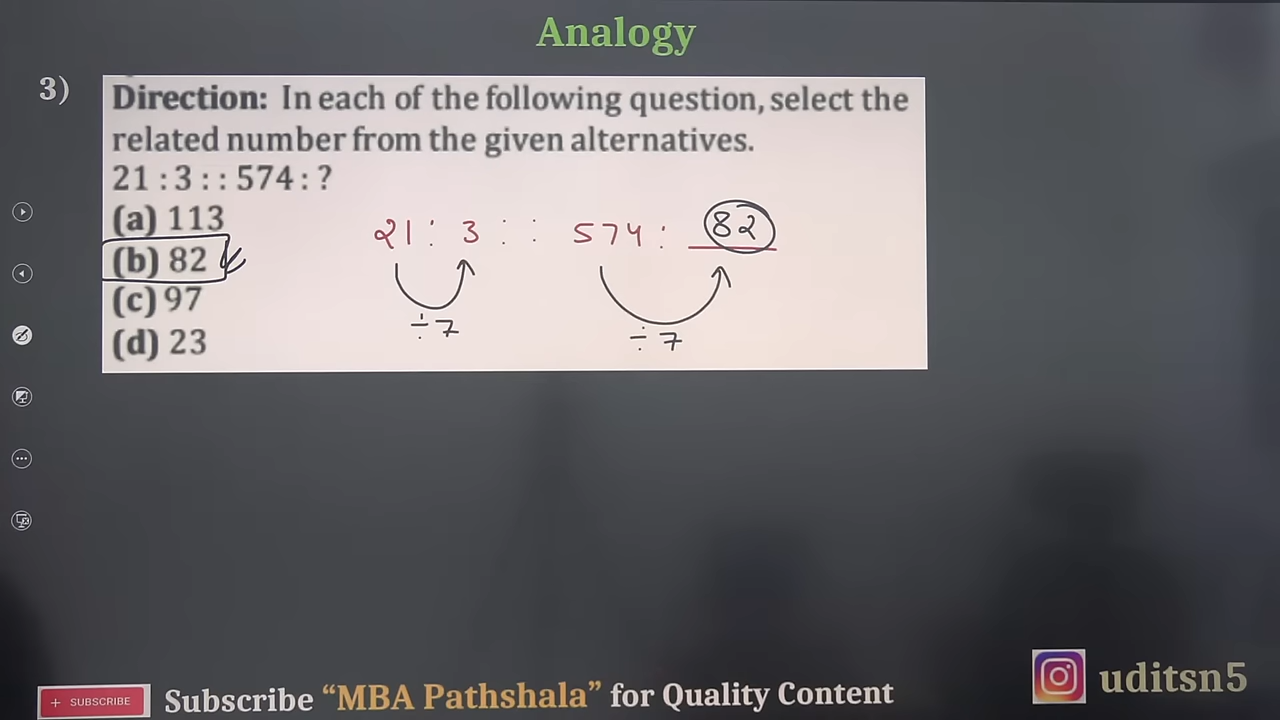 Analogy
3)
Direction: In each of the following question, select the
related number from the given alternatives.
21 : 3 : : 574 : ?
(a) 113
(b) 82
(c) 97
(d) 23
21 : 3 : : 574 : 82
÷7
÷7
+ SUBSCRIBE
Subscribe “MBA Pathshala” for Quality Content
uditsn5